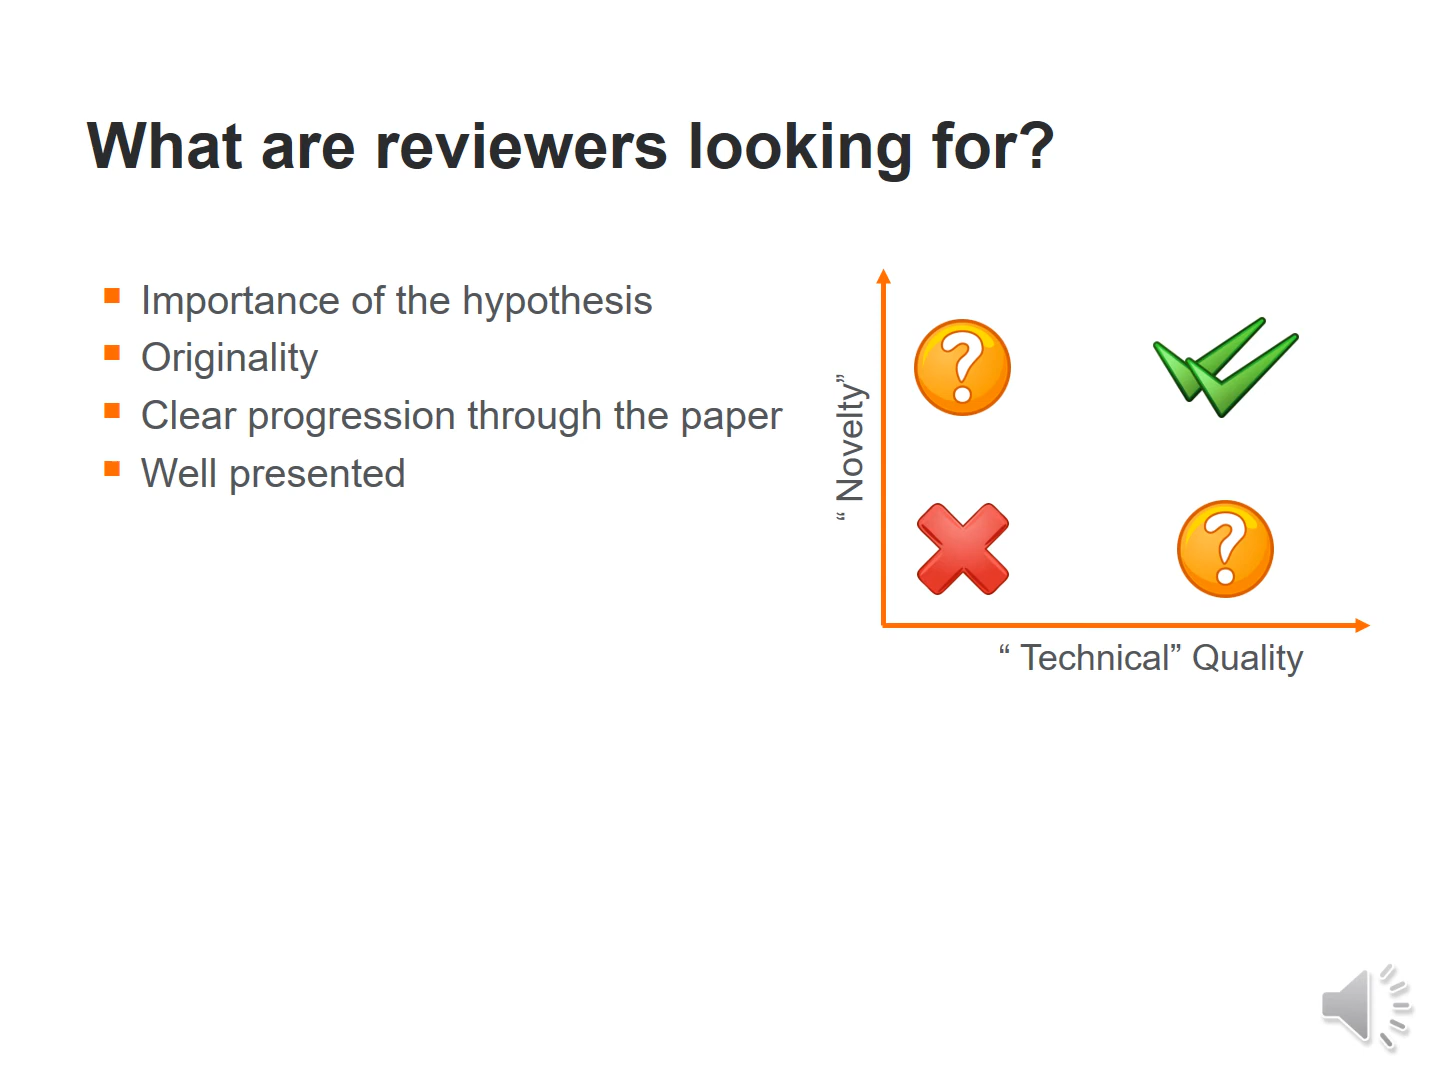 What are reviewers looking for?
Importance of the hypothesis
Originality
Clear progression through the paper
Well presented
“ Novelty”
“ Technical” Quality